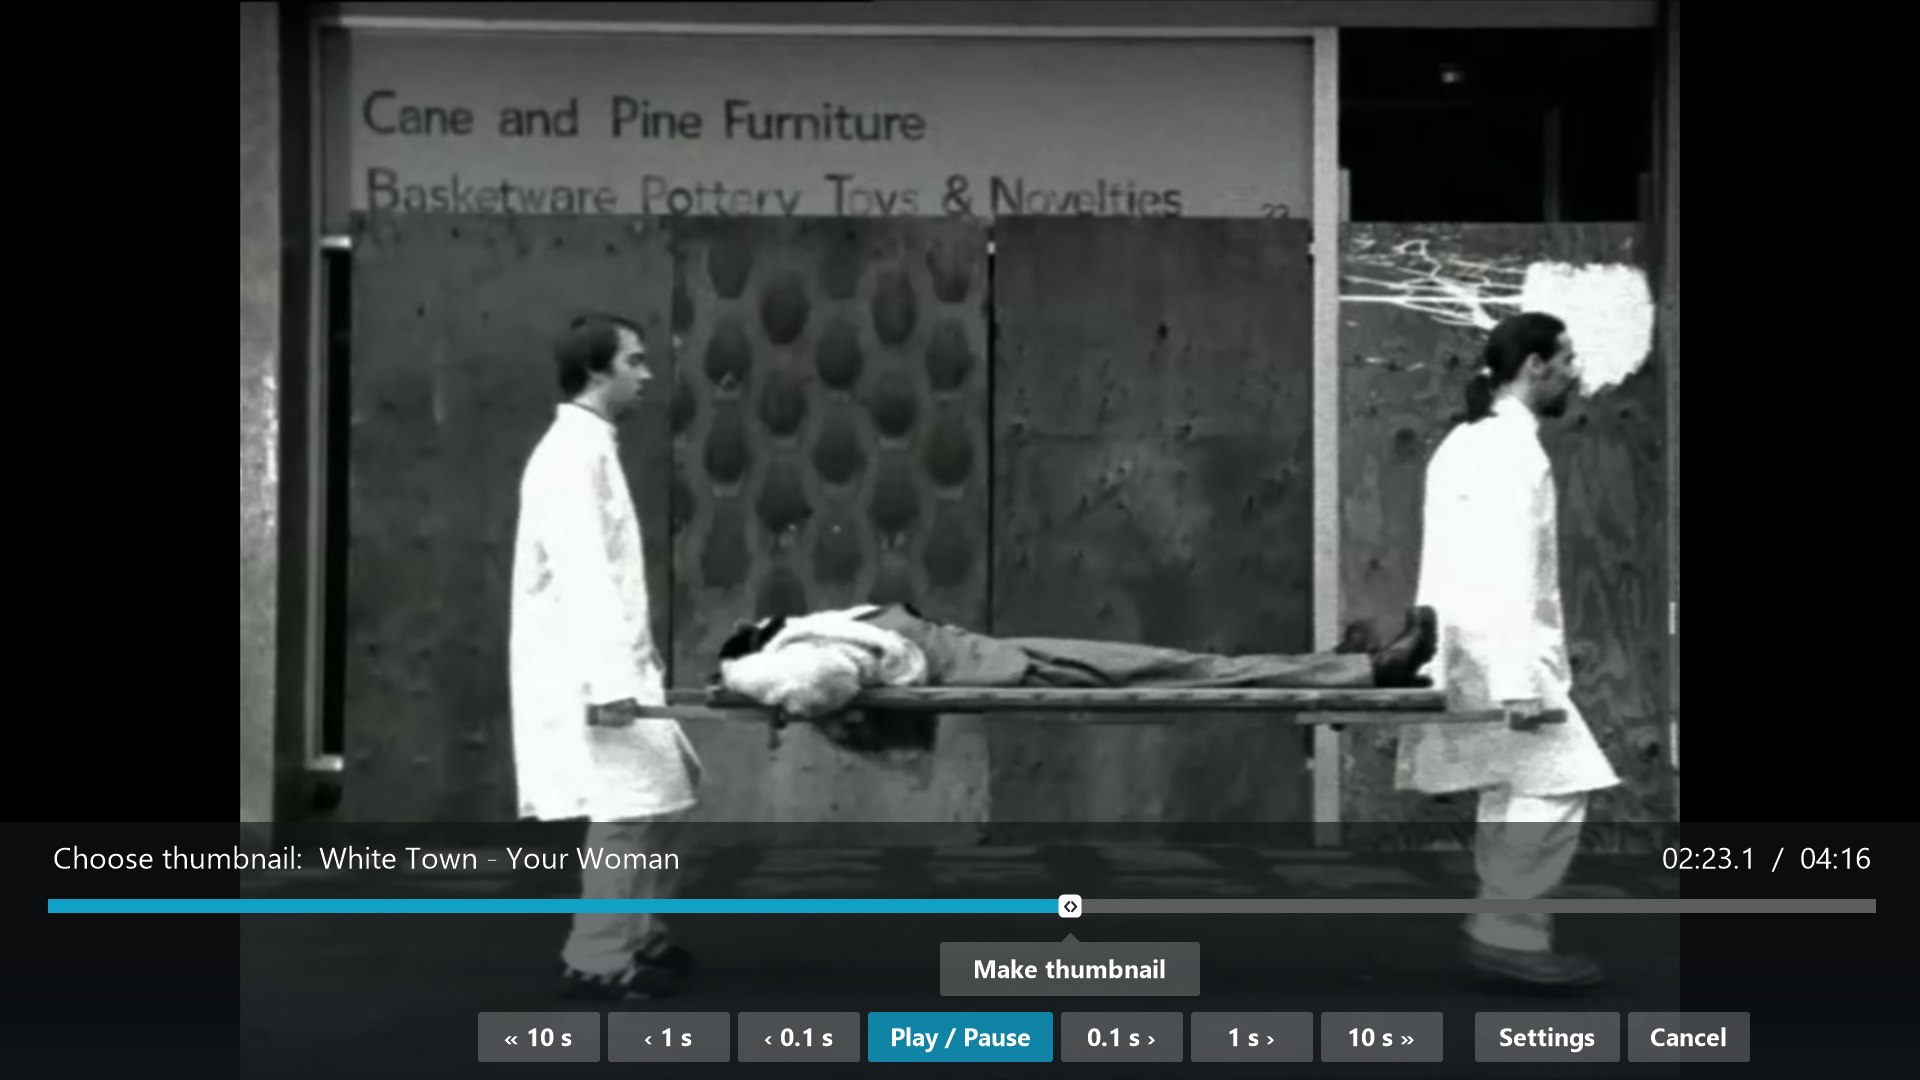 Cane and Pine Furniture
Basketware Pottery Toys & Novelties
22
Choose thumbnail: White Town - Your Woman
02:23.1 / 04:16
Make thumbnail
« 10 s
‹ 1 s
‹ 0.1 s
Play / Pause
0.1 s ›
1 s ›
10 s »
Settings
Cancel